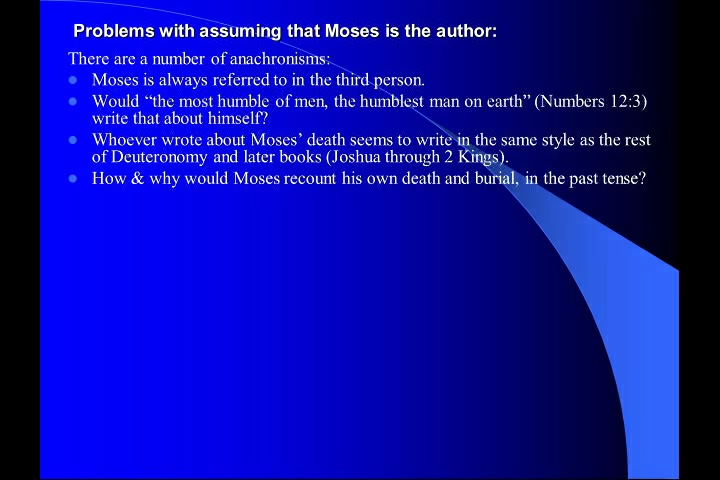 Problems with assuming that Moses is the author:
There are a number of anachronisms:
Moses is always referred to in the third person.
Would “the most humble of men, the humblest man on earth” (Numbers 12:3)
write that about himself?
Whoever wrote about Moses’ death seems to write in the same style as the rest
of Deuteronomy and later books (Joshua through 2 Kings).
How & why would Moses recount his own death and burial, in the past tense?